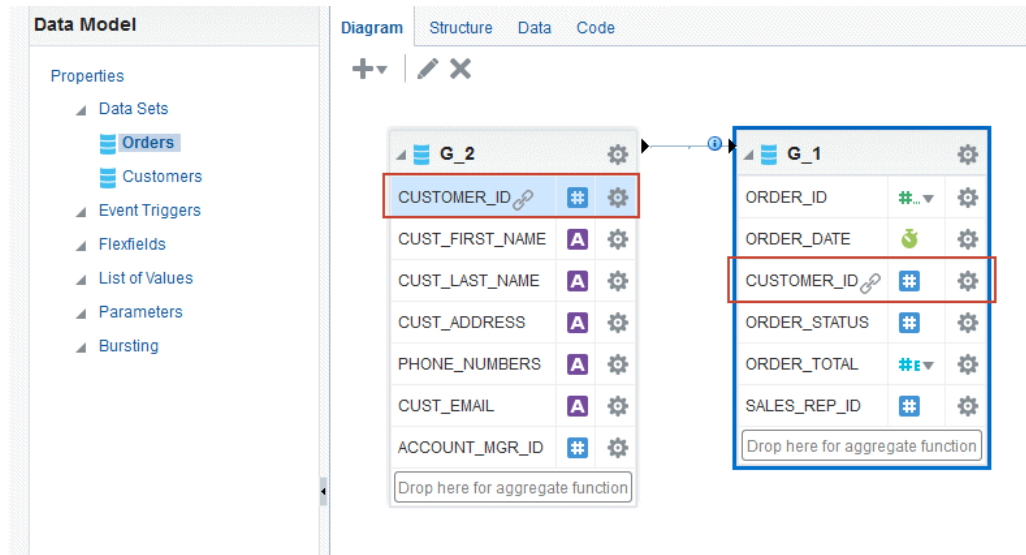 Data Model
Properties
Data Sets
Orders
Customers
Event Triggers
Flexfields
List of Values
Parameters
Bursting
Diagram Structure Data Code
G_2
CUSTOMER_ID #
CUST_FIRST_NAME A
CUST_LAST_NAME A
CUST_ADDRESS A
PHONE_NUMBERS A
CUST_EMAIL A
ACCOUNT_MGR_ID #
Drop here for aggregate function
G_1
ORDER_ID #...
ORDER_DATE
CUSTOMER_ID #
ORDER_STATUS #
ORDER_TOTAL #E
SALES_REP_ID #
Drop here for aggregate function